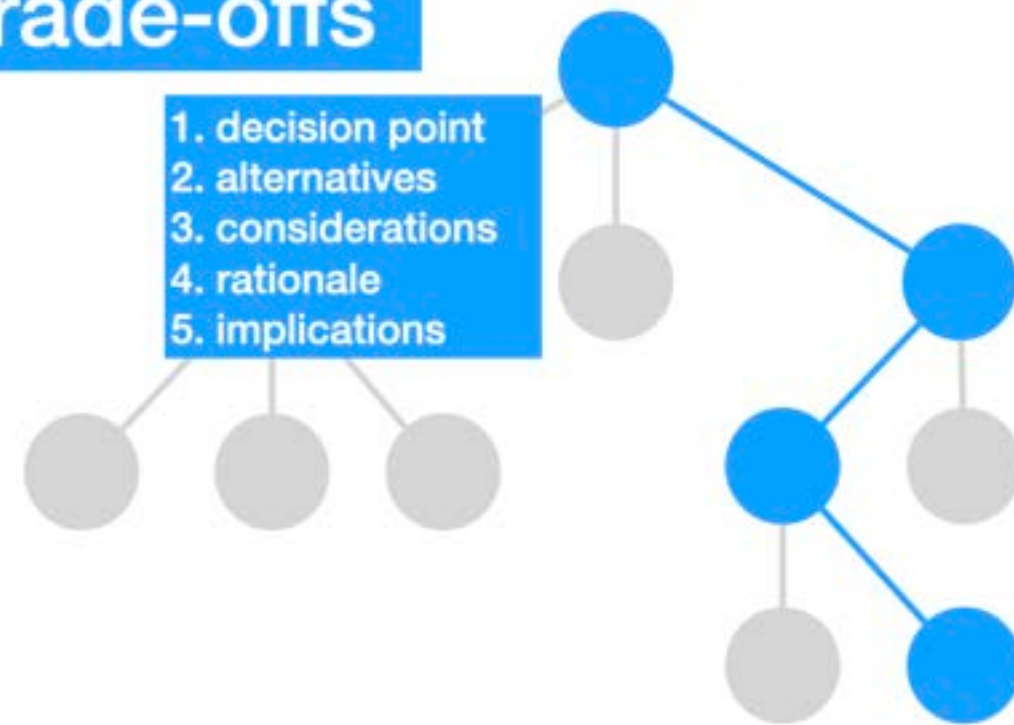 rade-offs
1. decision point
2. alternatives
3. considerations
4. rationale
5. implications